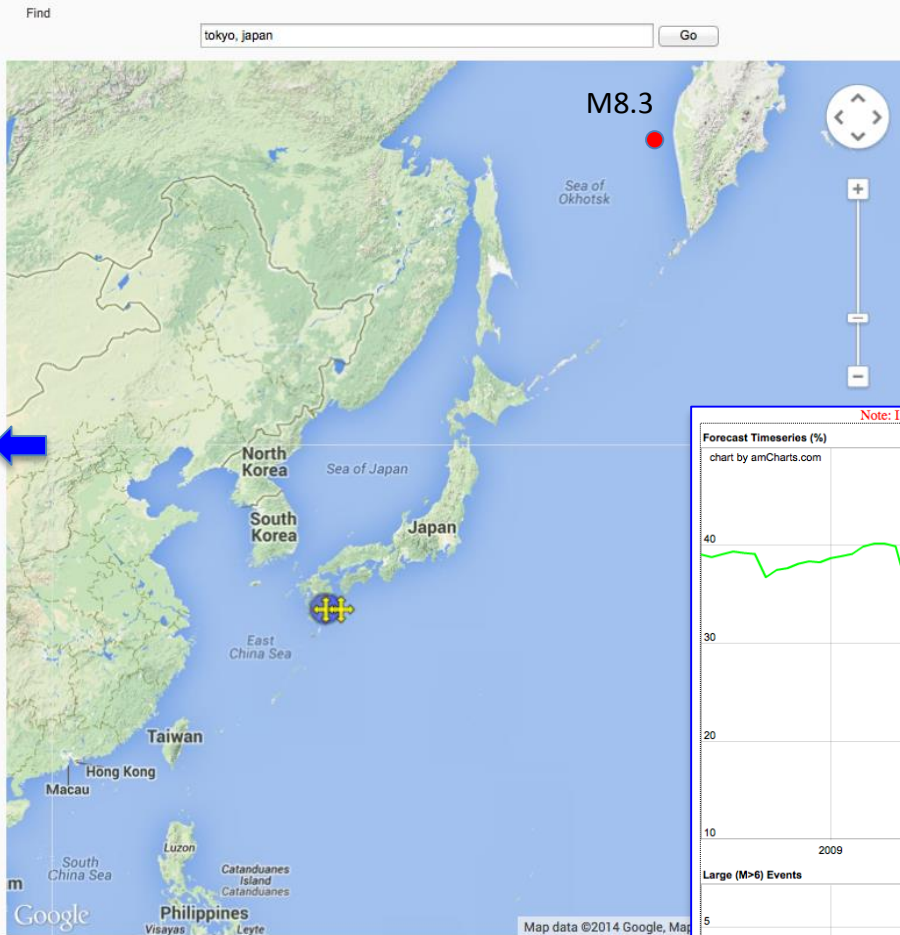 Find
tokyo, japan
Go
M8.3
Sea of
Okhotsk
North
Korea
Sea of Japan
South
Korea
Japan
East
China Sea
Taiwan
Hong Kong
Macau
Luzon
South
China Sea
Catanduanes
Island
Catanduanes
m
Google
Philippines
Visayas
Leyte
Map data ©2014 Google, Map
Note: I
Forecast Timeseries (%)
chart by amCharts.com
40
30
20
10
2009
Large (M>6) Events
5